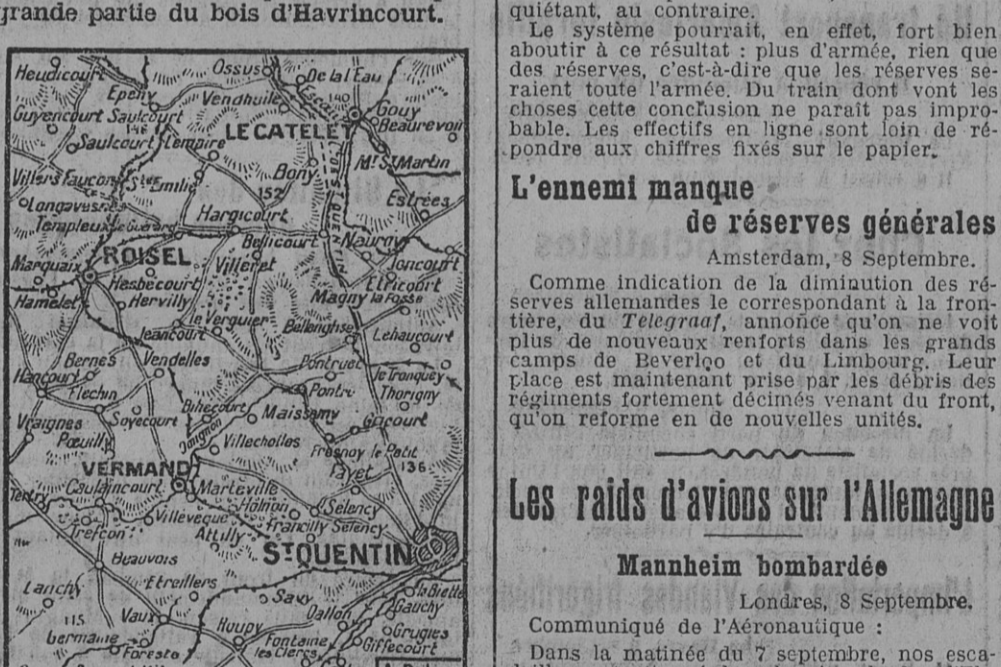 grande partie du bois d'Havrincourt.
Heudicourt
Ossus
De la l'Eau
Epehy
Vendhuile
140
Gouy
Guyencourt Saulcourt
146
LE CATELET
Beaurevoir
Saulcourt
Lempire
Bony
Mt St Martin
Villers Faucon
Ste Emilie
152
Estrées
Longavesnes
Hargicourt
Templeux le Guérard
Bellicourt
Nauroy
ROISEL
Villeret
Joncourt
Marquaix
Hesbécourt
Etricourt
Hamelet
Hervilly
Magny la Fosse
le Verguier
Jeancourt
Bellenglise
Lehaucourt
Bernes
Vendelles
Pontruet
le Tronquoy
Hancourt
Flechin
Pontru
Thorigny
Bihecourt
Maissemy
Soyecourt
Gricourt
Vraignes
Pœuilly
Omignon
Villecholles
Fresnoy le Petit
VERMAND
Fayet
136
Caulaincourt
Marteville
Tertry
Holnon
Selency
Villeveque
Francilly Selency
Trefcon
Attilly
ST QUENTIN
Beauvois
Etreillers
Lanchy
Savy
Dallon
Gauchy
115
Vaux
Roupy
Grugies
Germaine
Fontaine
les Clercs
Giffecourt
Foreste
quiétant, au contraire.
Le système pourrait, en effet, fort bien
aboutir à ce résultat : plus d'armée, rien que
des réserves, c'est-à-dire que les réserves se-
raient toute l'armée. Du train dont vont les
choses cette conclusion ne paraît pas impro-
bable. Les effectifs en ligne sont loin de ré-
pondre aux chiffres fixés sur le papier.
L'ennemi manque
de réserves générales
Amsterdam, 8 Septembre.
Comme indication de la diminution des ré-
serves allemandes le correspondant à la fron-
tière, du Telegraaf, annonce qu'on ne voit
plus de nouveaux renforts dans les grands
camps de Beverloo et du Limbourg. Leur
place est maintenant prise par les débris des
régiments fortement décimés venant du front,
qu'on reforme en de nouvelles unités.
Les raids d'avions sur l'Allemagne
Mannheim bombardée
Londres, 8 Septembre.
Communiqué de l'Aéronautique :
Dans la matinée du 7 septembre, nos esca-